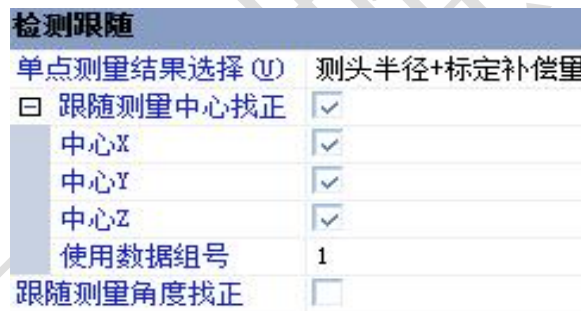 检测跟随
单点测量结果选择(U) 测头半径+标定补偿量
跟随测量中心找正
中心X
中心Y
中心Z
使用数据组号 1
跟随测量角度找正